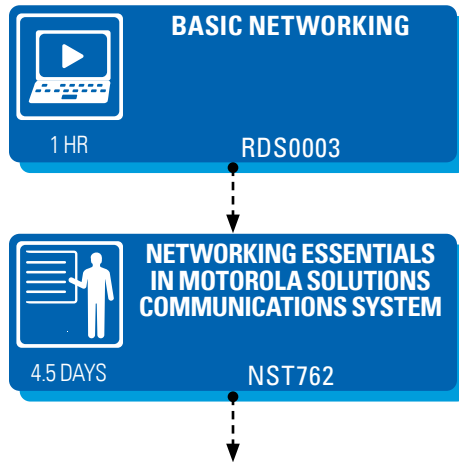 BASIC NETWORKING
1 HR
RDS0003
NETWORKING ESSENTIALS
IN MOTOROLA SOLUTIONS
COMMUNICATIONS SYSTEM
4.5 DAYS
NST762